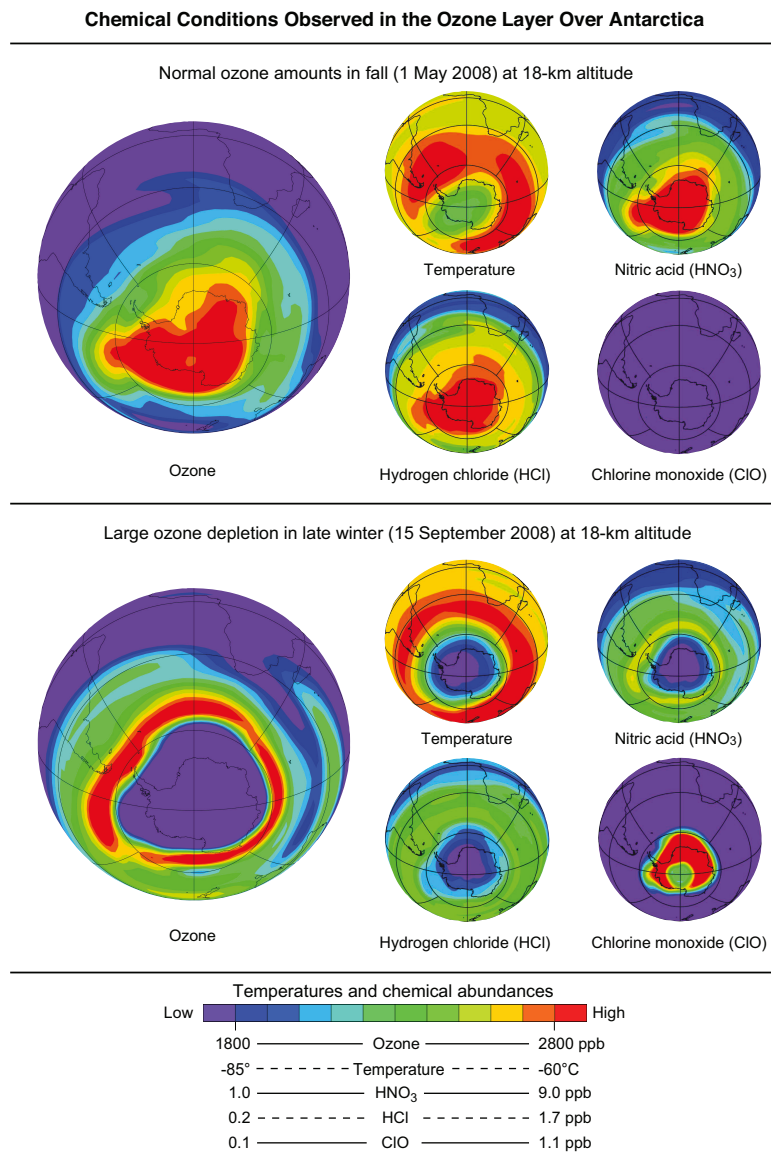 Chemical Conditions Observed in the Ozone Layer Over Antarctica
Normal ozone amounts in fall (1 May 2008) at 18-km altitude
Temperature
Nitric acid (HNO₃)
Ozone
Hydrogen chloride (HCl)
Chlorine monoxide (ClO)
Large ozone depletion in late winter (15 September 2008) at 18-km altitude
Temperature
Nitric acid (HNO₃)
Ozone
Hydrogen chloride (HCl)
Chlorine monoxide (ClO)
Temperatures and chemical abundances
Low High
1800 Ozone 2800 ppb
-85° Temperature -60°C
1.0 HNO₃ 9.0 ppb
0.2 HCl 1.7 ppb
0.1 ClO 1.1 ppb